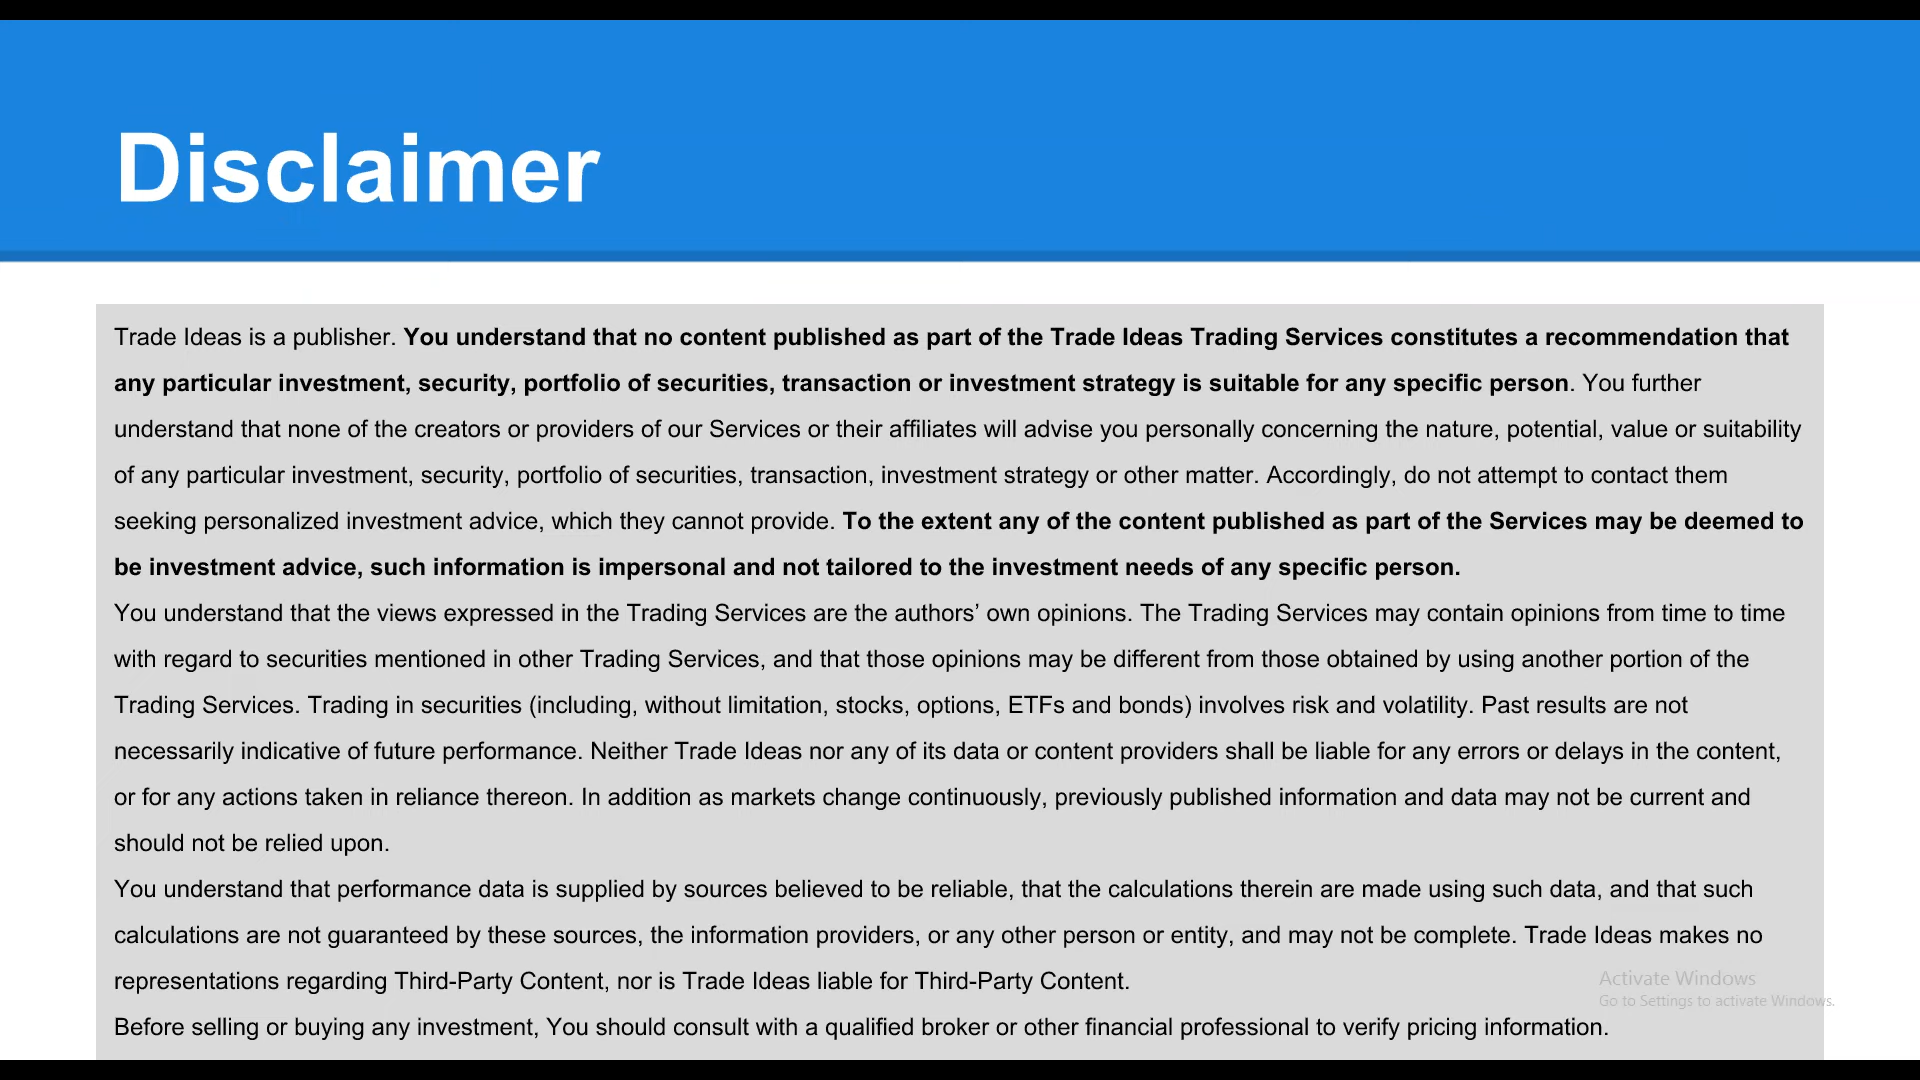 Disclaimer
Trade Ideas is a publisher. You understand that no content published as part of the Trade Ideas Trading Services constitutes a recommendation that
any particular investment, security, portfolio of securities, transaction or investment strategy is suitable for any specific person. You further
understand that none of the creators or providers of our Services or their affiliates will advise you personally concerning the nature, potential, value or suitability
of any particular investment, security, portfolio of securities, transaction, investment strategy or other matter. Accordingly, do not attempt to contact them
seeking personalized investment advice, which they cannot provide. To the extent any of the content published as part of the Services may be deemed to
be investment advice, such information is impersonal and not tailored to the investment needs of any specific person.
You understand that the views expressed in the Trading Services are the authors’ own opinions. The Trading Services may contain opinions from time to time
with regard to securities mentioned in other Trading Services, and that those opinions may be different from those obtained by using another portion of the
Trading Services. Trading in securities (including, without limitation, stocks, options, ETFs and bonds) involves risk and volatility. Past results are not
necessarily indicative of future performance. Neither Trade Ideas nor any of its data or content providers shall be liable for any errors or delays in the content,
or for any actions taken in reliance thereon. In addition as markets change continuously, previously published information and data may not be current and
should not be relied upon.
You understand that performance data is supplied by sources believed to be reliable, that the calculations therein are made using such data, and that such
calculations are not guaranteed by these sources, the information providers, or any other person or entity, and may not be complete. Trade Ideas makes no
representations regarding Third-Party Content, nor is Trade Ideas liable for Third-Party Content.
Before selling or buying any investment, You should consult with a qualified broker or other financial professional to verify pricing information.
Activate Windows
Go to Settings to activate Windows.